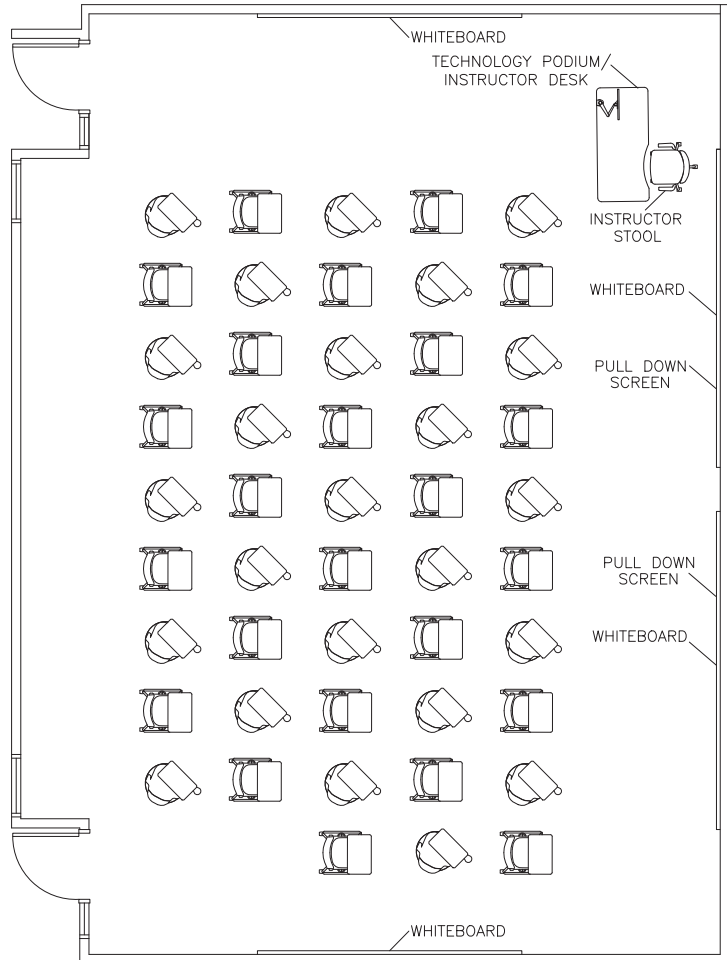 WHITEBOARD
TECHNOLOGY PODIUM/
INSTRUCTOR DESK
INSTRUCTOR
STOOL
WHITEBOARD
PULL DOWN
SCREEN
PULL DOWN
SCREEN
WHITEBOARD
WHITEBOARD